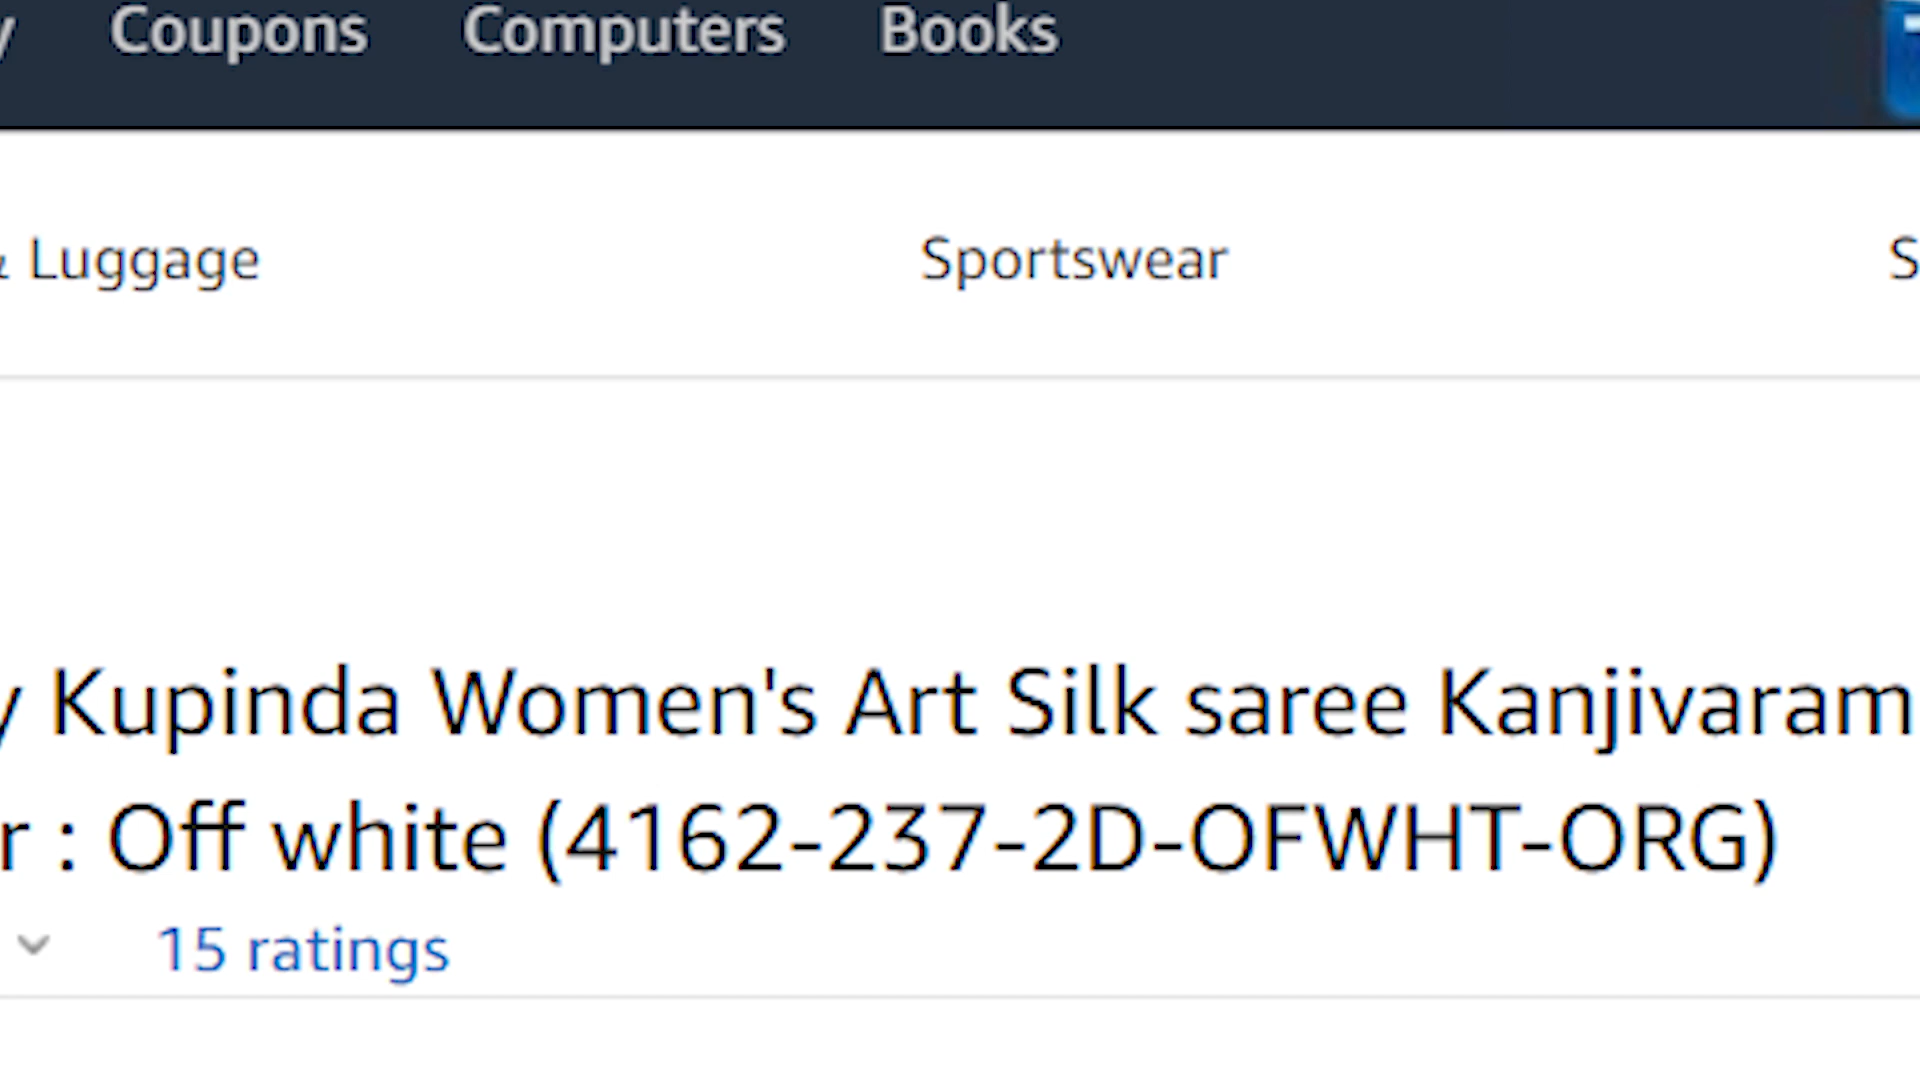 Coupons Computers Books
& Luggage Sportswear
Kupinda Women's Art Silk saree Kanjivaram
: Off white (4162-237-2D-OFWHT-ORG)
15 ratings